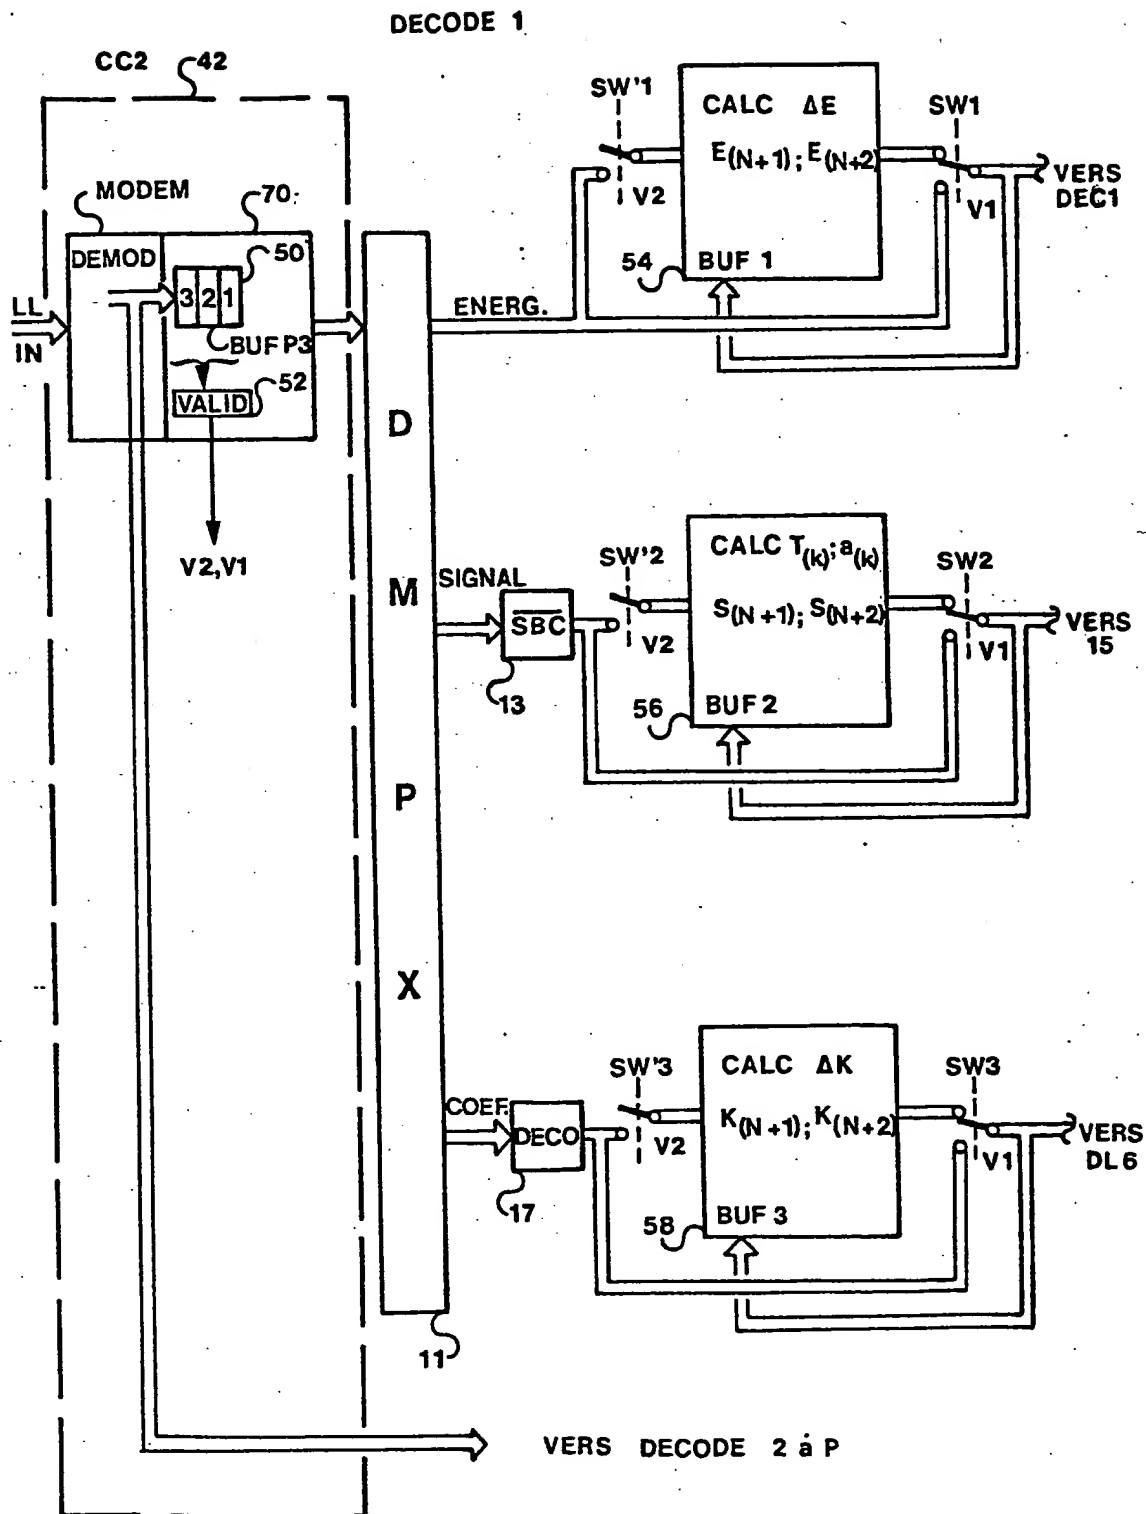 DECODE 1
CC2 42
MODEM 70
DEMOD 50
3 2 1
LL
IN
BUF P3
52
VALID
V2,V1
D
M
P
X
11
ENERG.
SW'1
V2
CALC ΔE
E(N+1); E(N+2)
BUF 1
54
SW1
V1
VERS
DEC1
SIGNAL
SBC
13
SW'2
V2
CALC T(k); a(k)
S(N+1); S(N+2)
BUF 2
56
SW2
V1
VERS
15
COEF.
DECO
17
SW'3
V2
CALC ΔK
K(N+1); K(N+2)
BUF 3
58
SW3
V1
VERS
DL6
VERS DECODE 2 à P